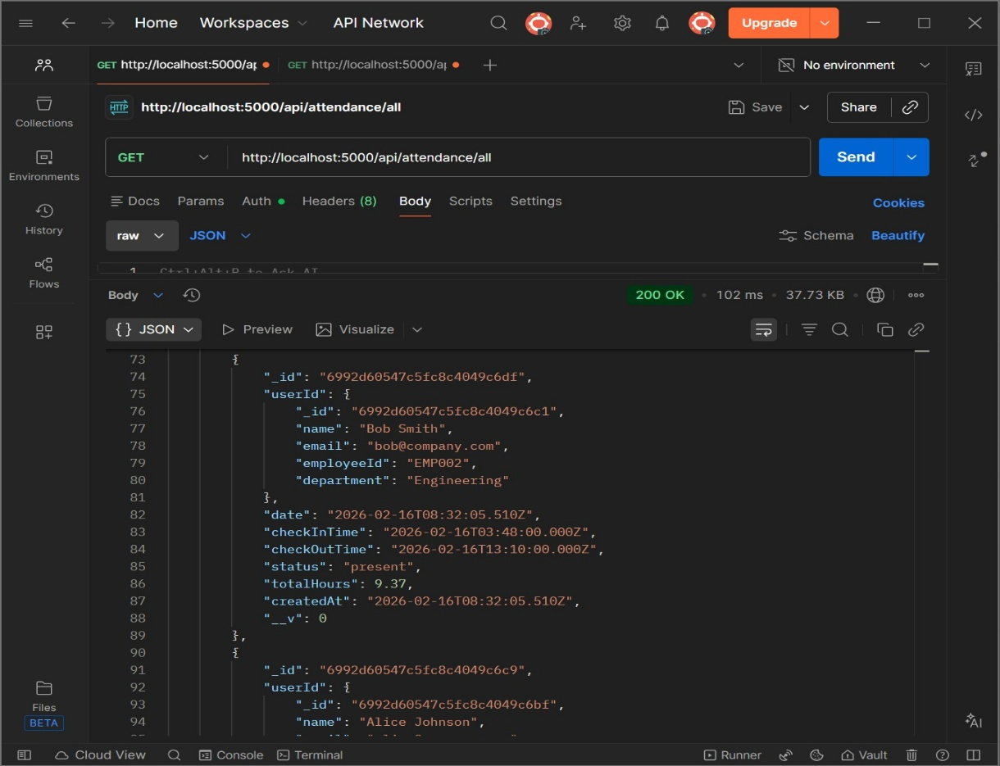 Home Workspaces API Network Upgrade
GET http://localhost:5000/ap GET http://localhost:5000/ap No environment
HTTP http://localhost:5000/api/attendance/all Save Share
Collections
GET http://localhost:5000/api/attendance/all Send
Environments
Docs Params Auth Headers (8) Body Scripts Settings Cookies
History
raw JSON Schema Beautify
1 Ctrl+Alt+P to Ask AI
Flows
Body 200 OK 102 ms 37.73 KB
{} JSON Preview Visualize
73 {
74 "_id": "6992d60547c5fc8c4049c6df",
75 "userId": {
76 "_id": "6992d60547c5fc8c4049c6c1",
77 "name": "Bob Smith",
78 "email": "bob@company.com",
79 "employeeId": "EMP002",
80 "department": "Engineering"
81 },
82 "date": "2026-02-16T08:32:05.510Z",
83 "checkInTime": "2026-02-16T03:48:00.000Z",
84 "checkOutTime": "2026-02-16T13:10:00.000Z",
85 "status": "present",
86 "totalHours": 9.37,
87 "createdAt": "2026-02-16T08:32:05.510Z",
88 "__v": 0
89 },
90 {
91 "_id": "6992d60547c5fc8c4049c6c9",
92 "userId": {
93 "_id": "6992d60547c5fc8c4049c6bf",
94 "name": "Alice Johnson",
Files
BETA
AI
Cloud View Console Terminal Runner Vault